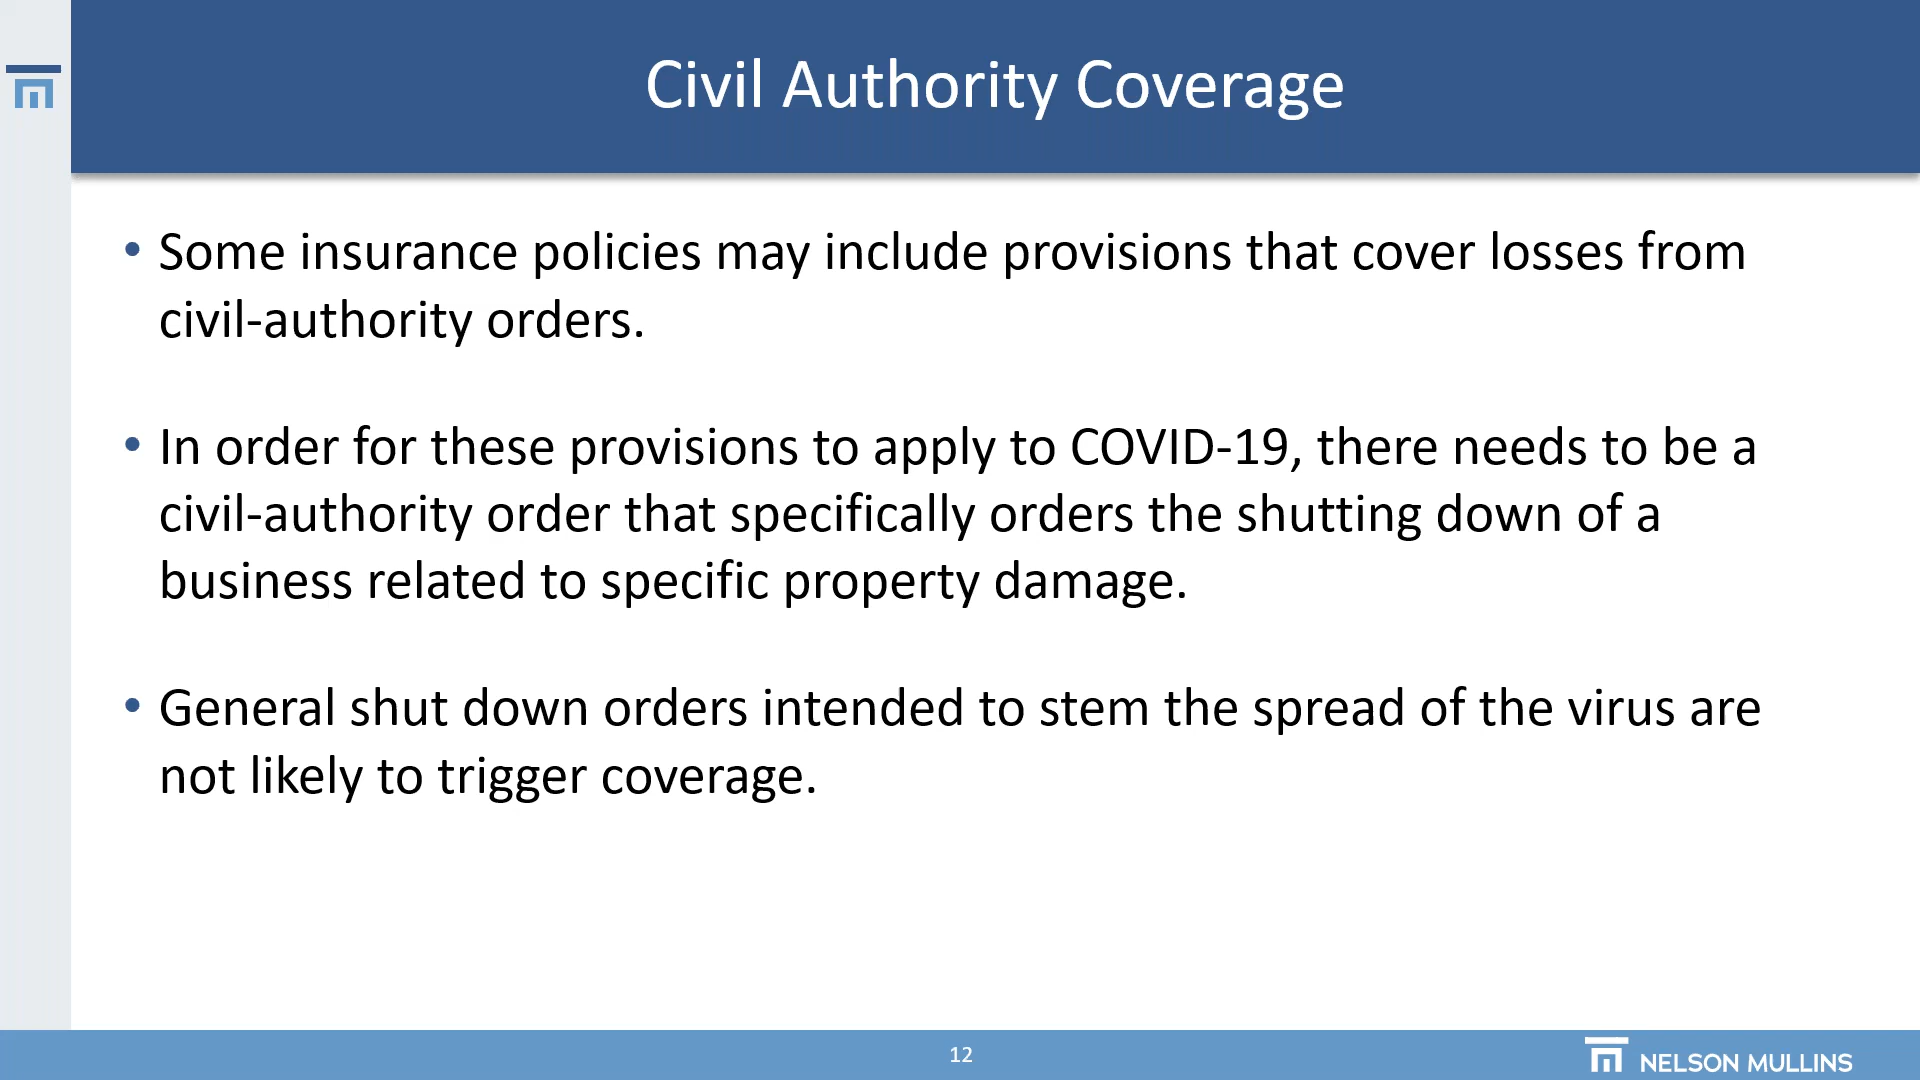 Civil Authority Coverage
• Some insurance policies may include provisions that cover losses from
civil-authority orders.
• In order for these provisions to apply to COVID-19, there needs to be a
civil-authority order that specifically orders the shutting down of a
business related to specific property damage.
• General shut down orders intended to stem the spread of the virus are
not likely to trigger coverage.
12
NELSON MULLINS